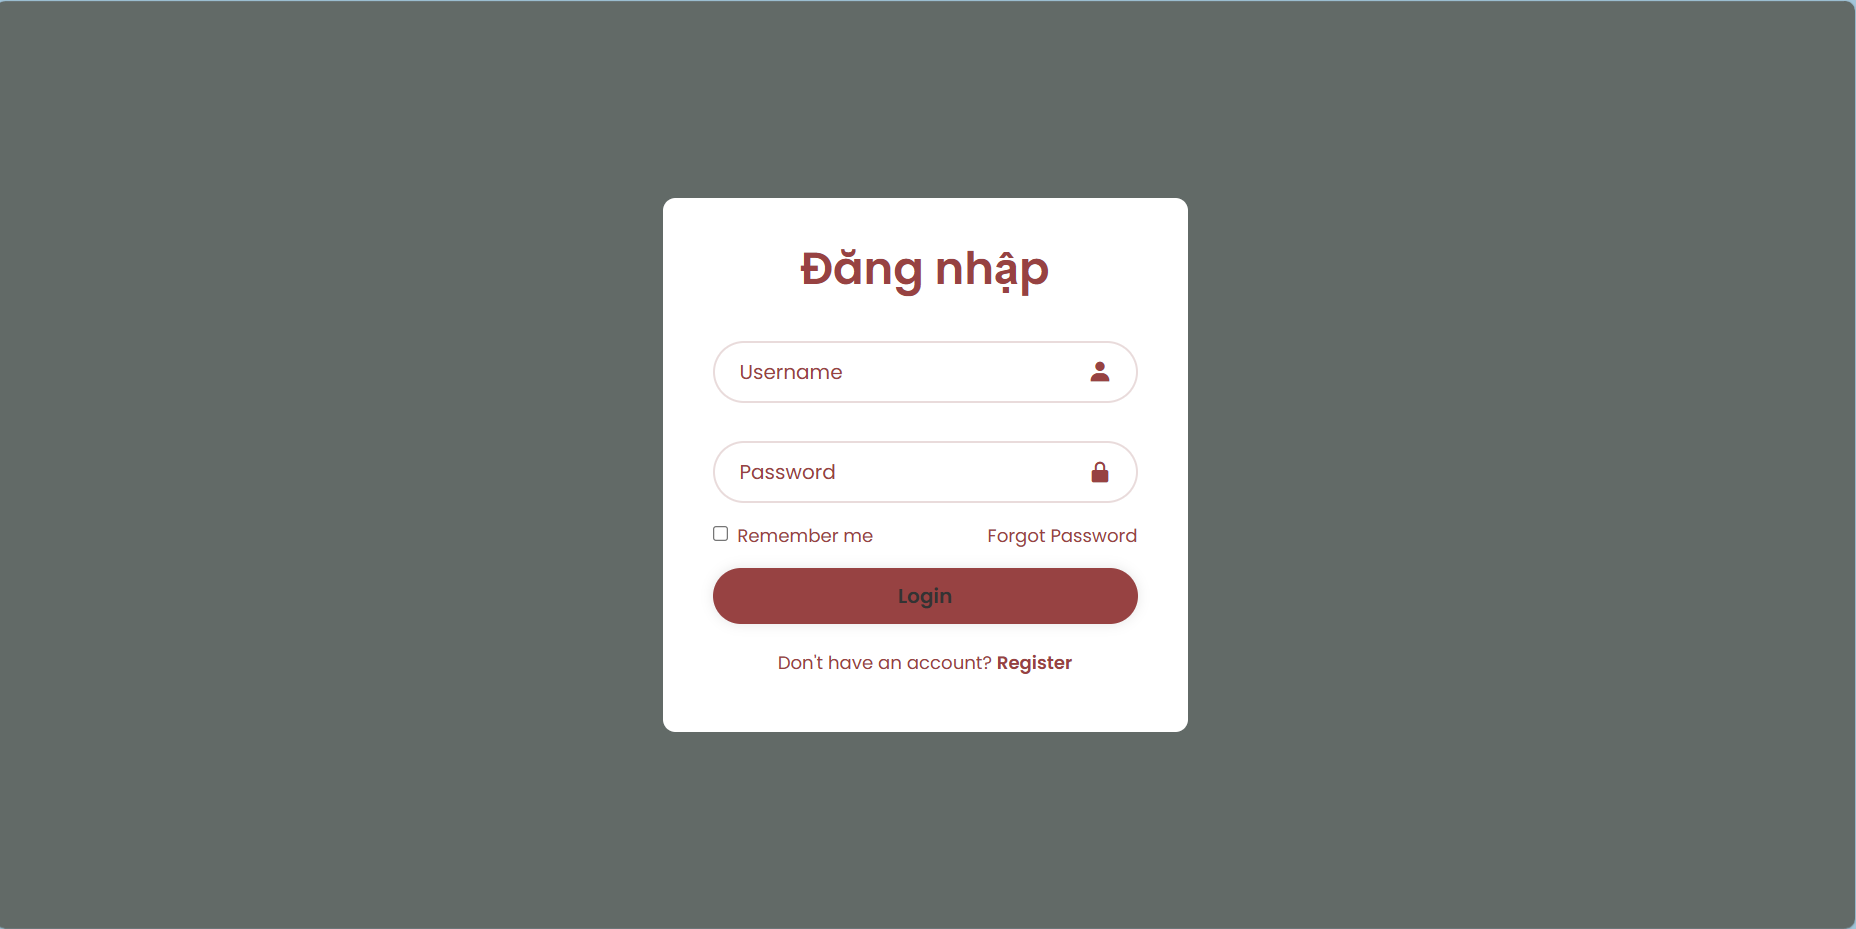 Đăng nhập
Username
Password
Remember me Forgot Password
Login
Don't have an account? Register